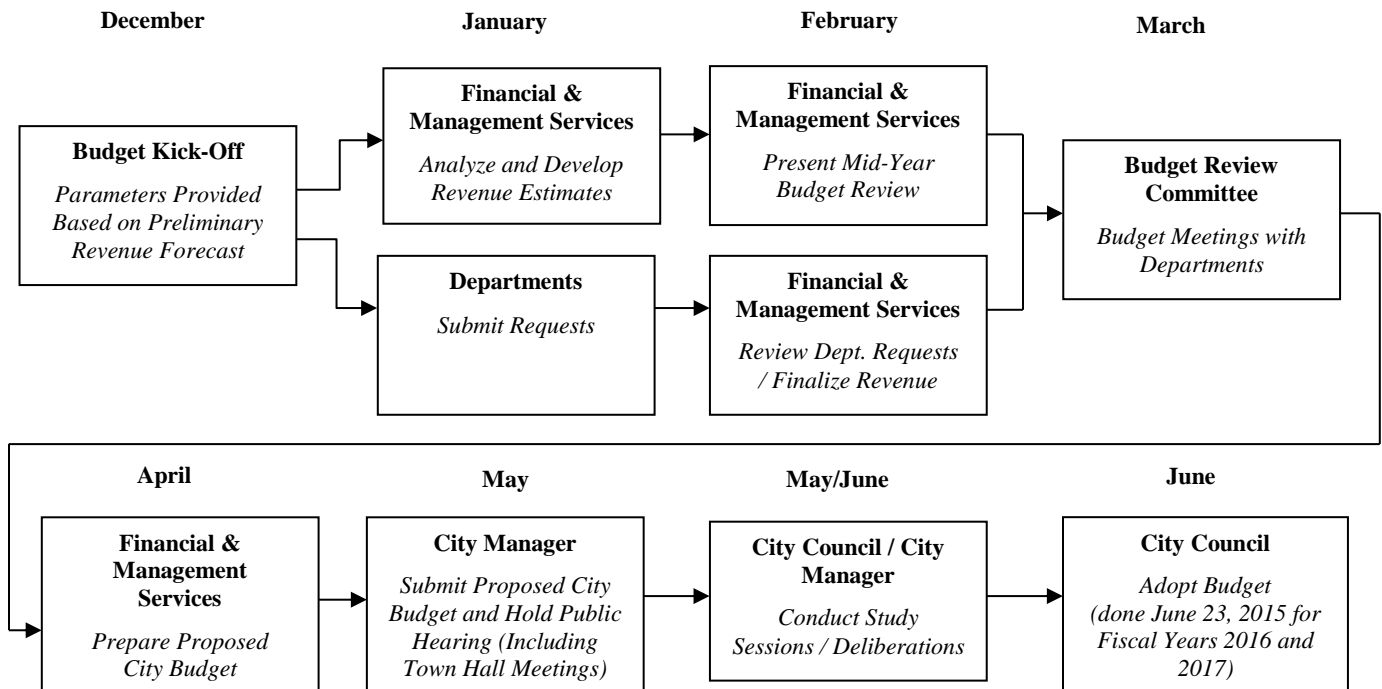 December
January
February
March
Budget Kick-Off
Parameters Provided
Based on Preliminary
Revenue Forecast
Financial &
Management Services
Analyze and Develop
Revenue Estimates
Financial &
Management Services
Present Mid-Year
Budget Review
Budget Review
Committee
Budget Meetings with
Departments
Departments
Submit Requests
Financial &
Management Services
Review Dept. Requests
/ Finalize Revenue
April
May
May/June
June
Financial &
Management
Services
Prepare Proposed
City Budget
City Manager
Submit Proposed City
Budget and Hold Public
Hearing (Including
Town Hall Meetings)
City Council / City
Manager
Conduct Study
Sessions / Deliberations
City Council
Adopt Budget
(done June 23, 2015 for
Fiscal Years 2016 and
2017)